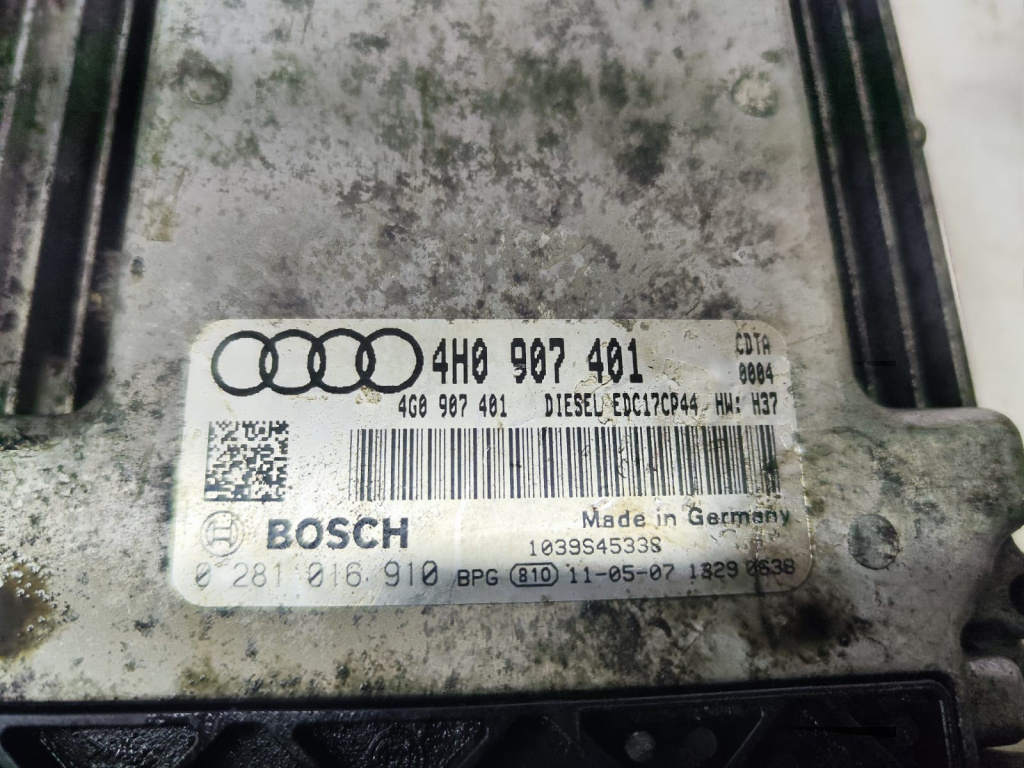 4H0 907 401 CDTA
0004
4G0 907 401 DIESEL EDC17CP44 HW: H37
BOSCH Made in Germany
1039S45338
0 281 016 910 BPG 810 11-05-07 1329 0638